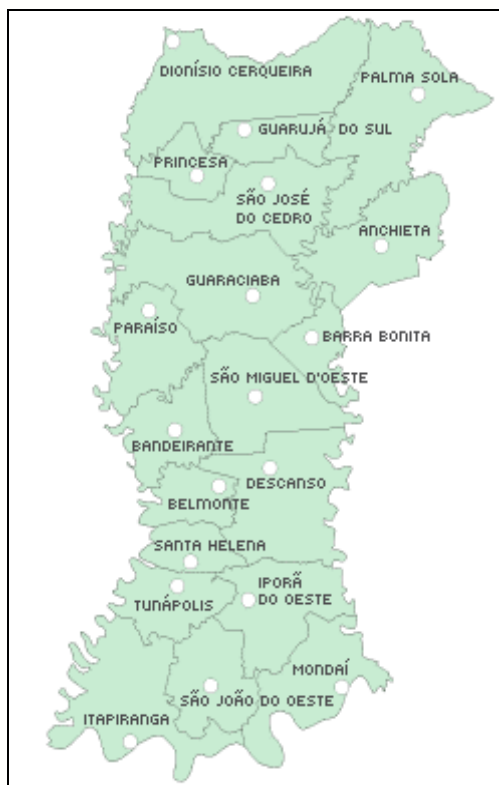 DIONÍSIO CERQUEIRA
PALMA SOLA
GUARUJÁ DO SUL
PRINCESA
SÃO JOSÉ
DO CEDRO
ANCHIETA
GUARACIABA
PARAÍSO
BARRA BONITA
SÃO MIGUEL D'OESTE
BANDEIRANTE
DESCANSO
BELMONTE
SANTA HELENA
TUNÁPOLIS
IPORÃ
DO OESTE
MONDAÍ
SÃO JOÃO DO OESTE
ITAPIRANGA